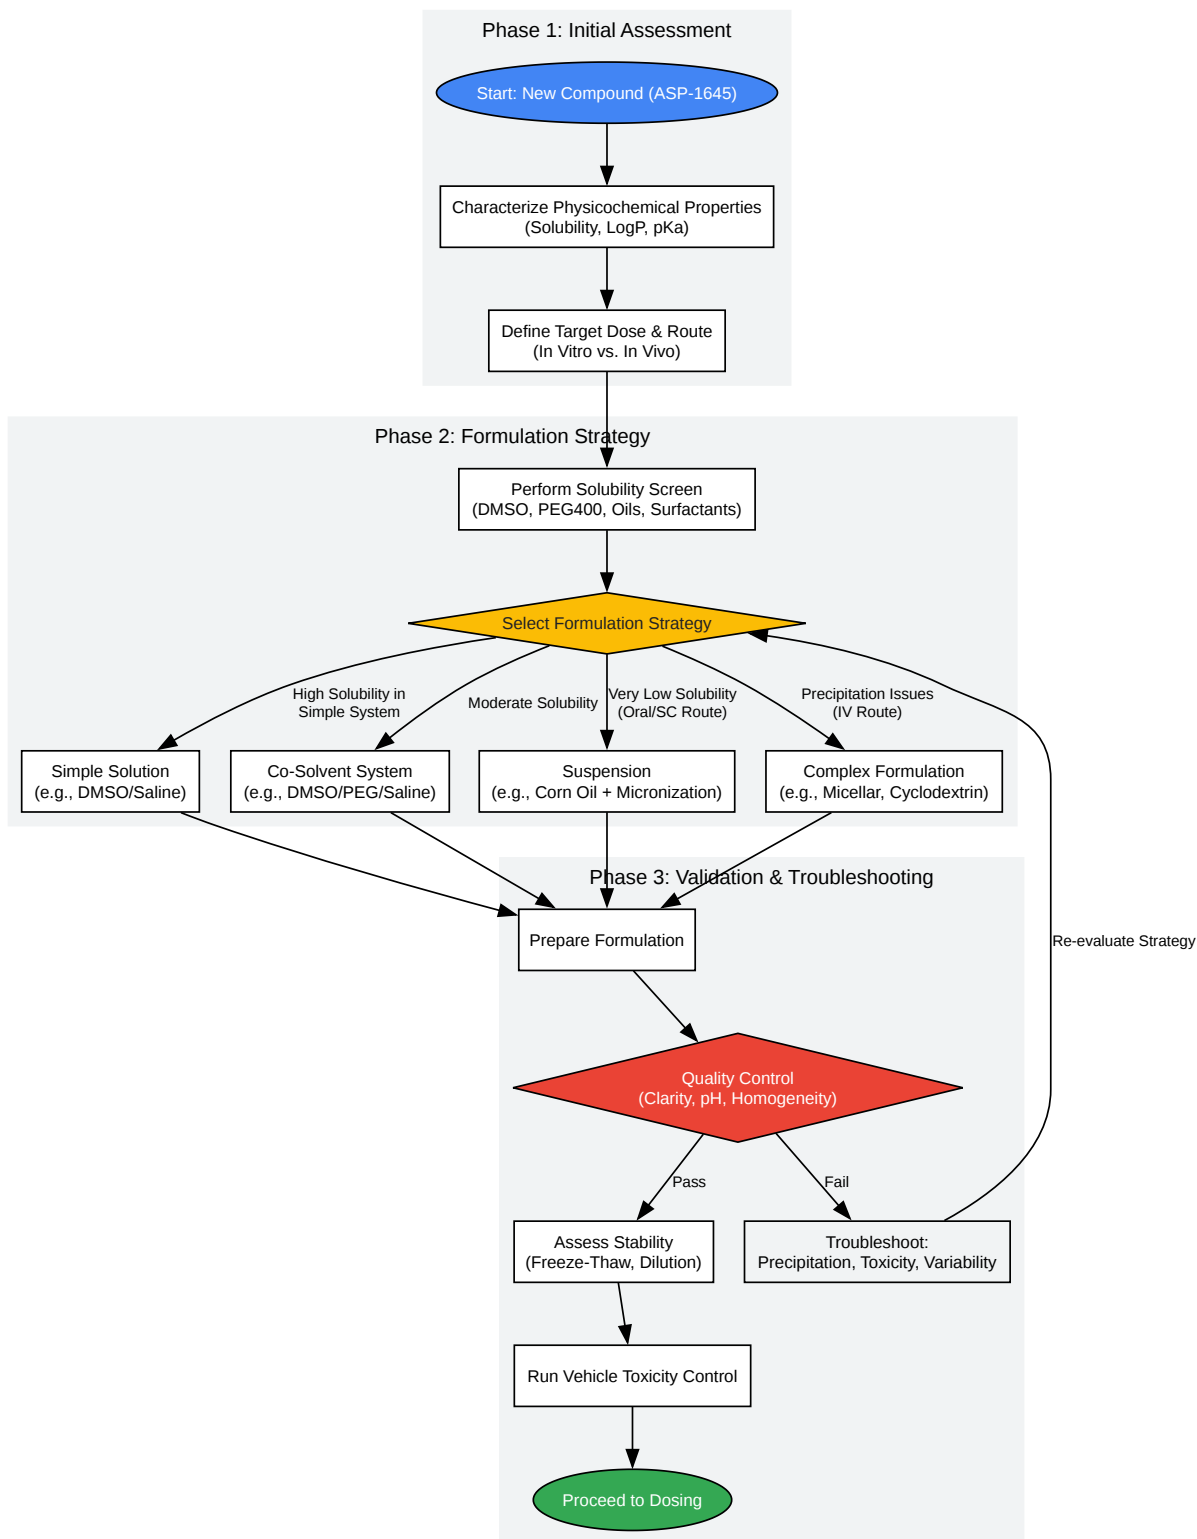 Phase 1: Initial Assessment
Start: New Compound (ASP-1645)
Characterize Physicochemical Properties
(Solubility, LogP, pKa)
Define Target Dose & Route
(In Vitro vs. In Vivo)
Phase 2: Formulation Strategy
Perform Solubility Screen
(DMSO, PEG400, Oils, Surfactants)
Select Formulation Strategy
High Solubility in
Simple System
Moderate Solubility
Very Low Solubility
(Oral/SC Route)
Precipitation Issues
(IV Route)
Simple Solution
(e.g., DMSO/Saline)
Co-Solvent System
(e.g., DMSO/PEG/Saline)
Suspension
(e.g., Corn Oil + Micronization)
Complex Formulation
(e.g., Micellar, Cyclodextrin)
Phase 3: Validation & Troubleshooting
Prepare Formulation
Re-evaluate Strategy
Quality Control
(Clarity, pH, Homogeneity)
Pass
Fail
Assess Stability
(Freeze-Thaw, Dilution)
Troubleshoot:
Precipitation, Toxicity, Variability
Run Vehicle Toxicity Control
Proceed to Dosing